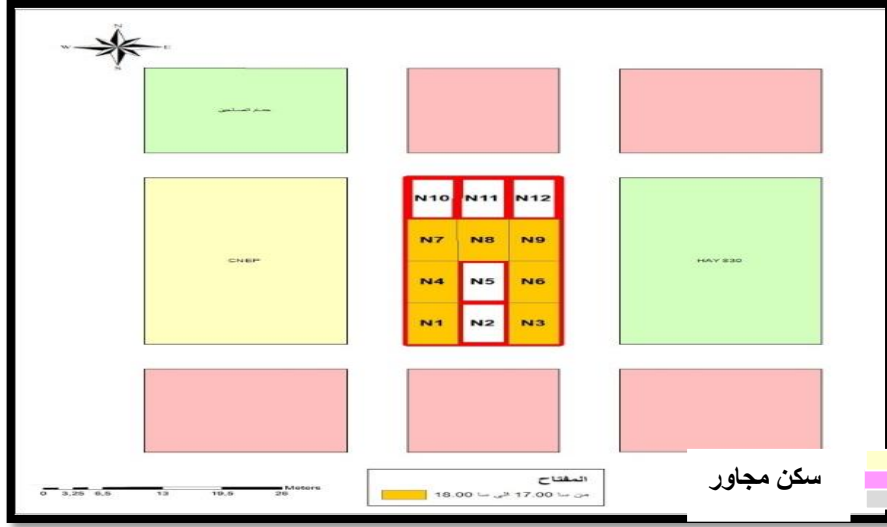 N
W E
S
N10 N11 N12
N7 N8 N9
CNEP
N4 N5 N6
HAY 830
N1 N2 N3
المفتاح
من سا 17.00 الى سا 18.00
سكن مجاور
Meters
0 3,25 6,5 13 19,5 26